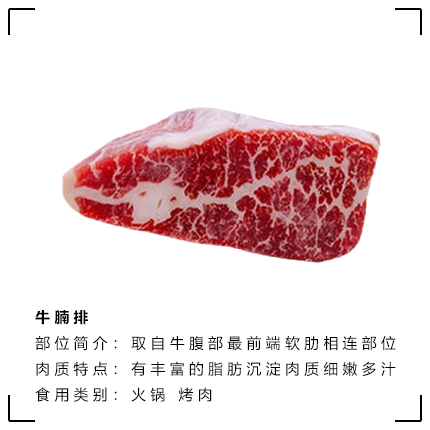 牛腩排
部位简介：取自牛腹部最前端软肋相连部位
肉质特点：有丰富的脂肪沉淀肉质细嫩多汁
食用类别：火锅 烤肉